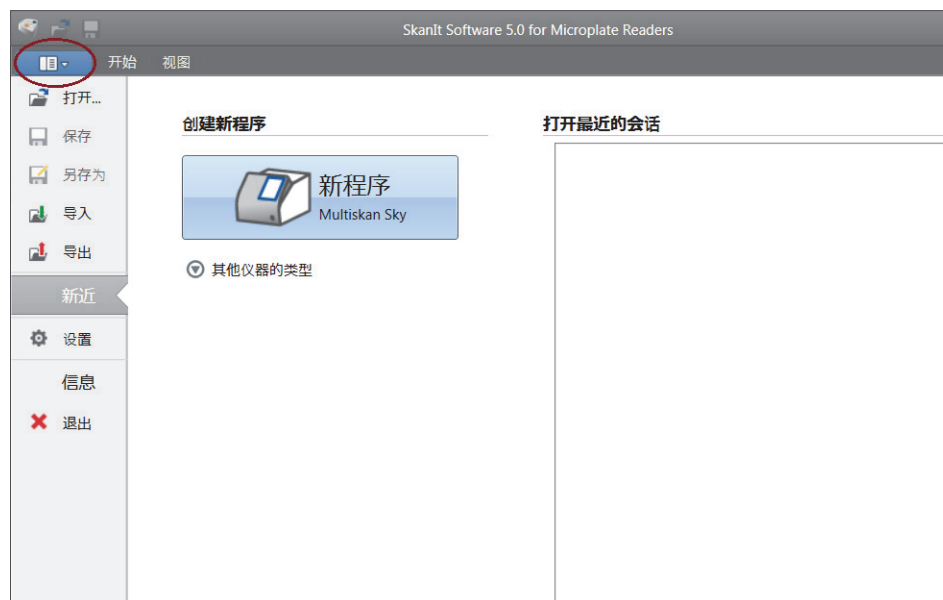 SkanIt Software 5.0 for Microplate Readers
开始 视图
打开...
保存
另存为
导入
导出
新近
设置
信息
退出
创建新程序
新程序
Multiskan Sky
其他仪器的类型
打开最近的会话